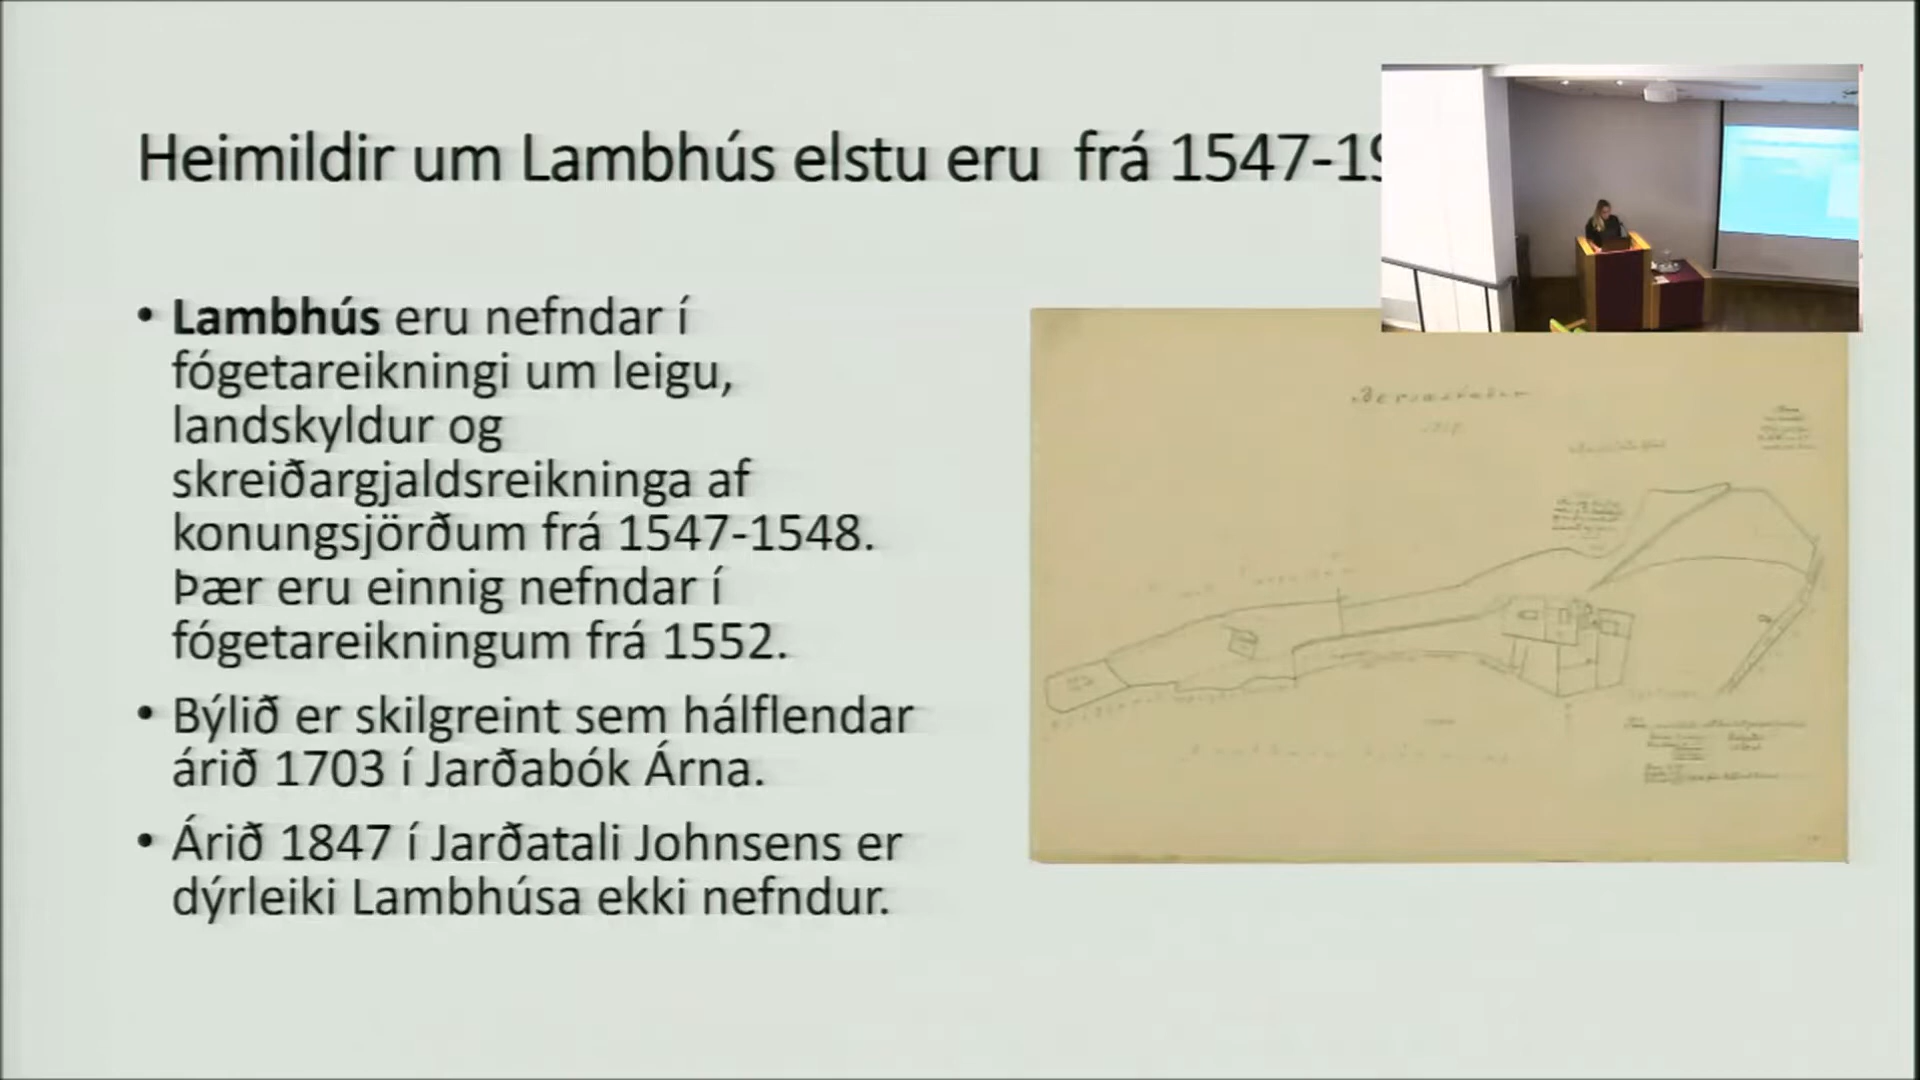 Heimildir um Lambhús elstu eru frá 1547-19
• Lambhús eru nefndar í
fógetareikningi um leigu,
landskyldur og
skreiðargjaldsreikninga af
konungsjörðum frá 1547-1548.
Þær eru einnig nefndar í
fógetareikningum frá 1552.
• Býlið er skilgreint sem hálflendar
árið 1703 í Jarðabók Árna.
• Árið 1847 í Jarðatali Johnsens er
dýrleiki Lambhúsa ekki nefndur.